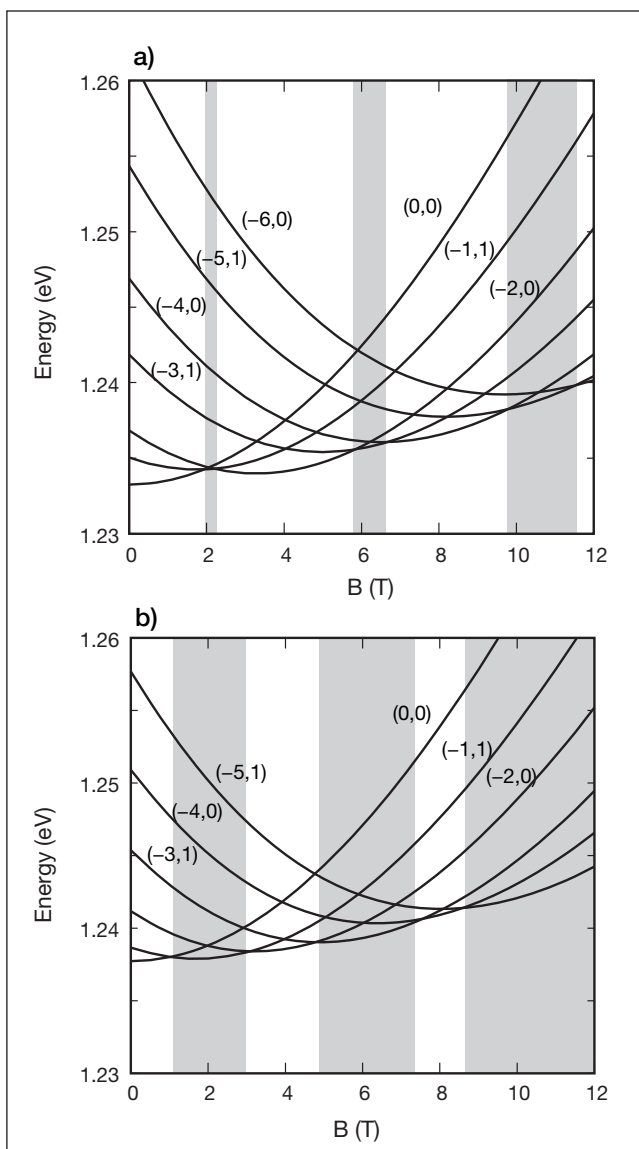 a)
1.26
1.25
1.24
1.23
Energy (eV)
(−6,0)
(−5,1)
(−4,0)
(−3,1)
(0,0)
(−1,1)
(−2,0)
0 2 4 6 8 10 12
B (T)
b)
1.26
1.25
1.24
1.23
Energy (eV)
(−5,1)
(−4,0)
(−3,1)
(0,0)
(−1,1)
(−2,0)
0 2 4 6 8 10 12
B (T)